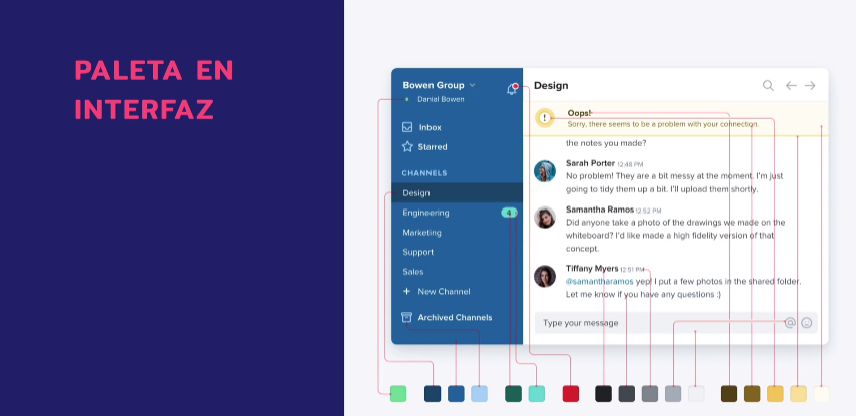 PALETA EN
INTERFAZ
Bowen Group
Danial Bowen
Inbox
Starred
CHANNELS
Design
Engineering 4
Marketing
Support
Sales
+ New Channel
Archived Channels
Design
Oops!
Sorry, there seems to be a problem with your connection.
the notes you made?
Sarah Porter 12:48 PM
No problem! They are a bit messy at the moment. I'm just
going to tidy them up a bit. I'll upload them shortly.
Samantha Ramos 12:52 PM
Did anyone take a photo of the drawings we made on the
whiteboard? I'd like made a high fidelity version of that
concept.
Tiffany Myers 12:51 PM
@samantharamos yep! I put a few photos in the shared folder.
Let me know if you have any questions :)
Type your message